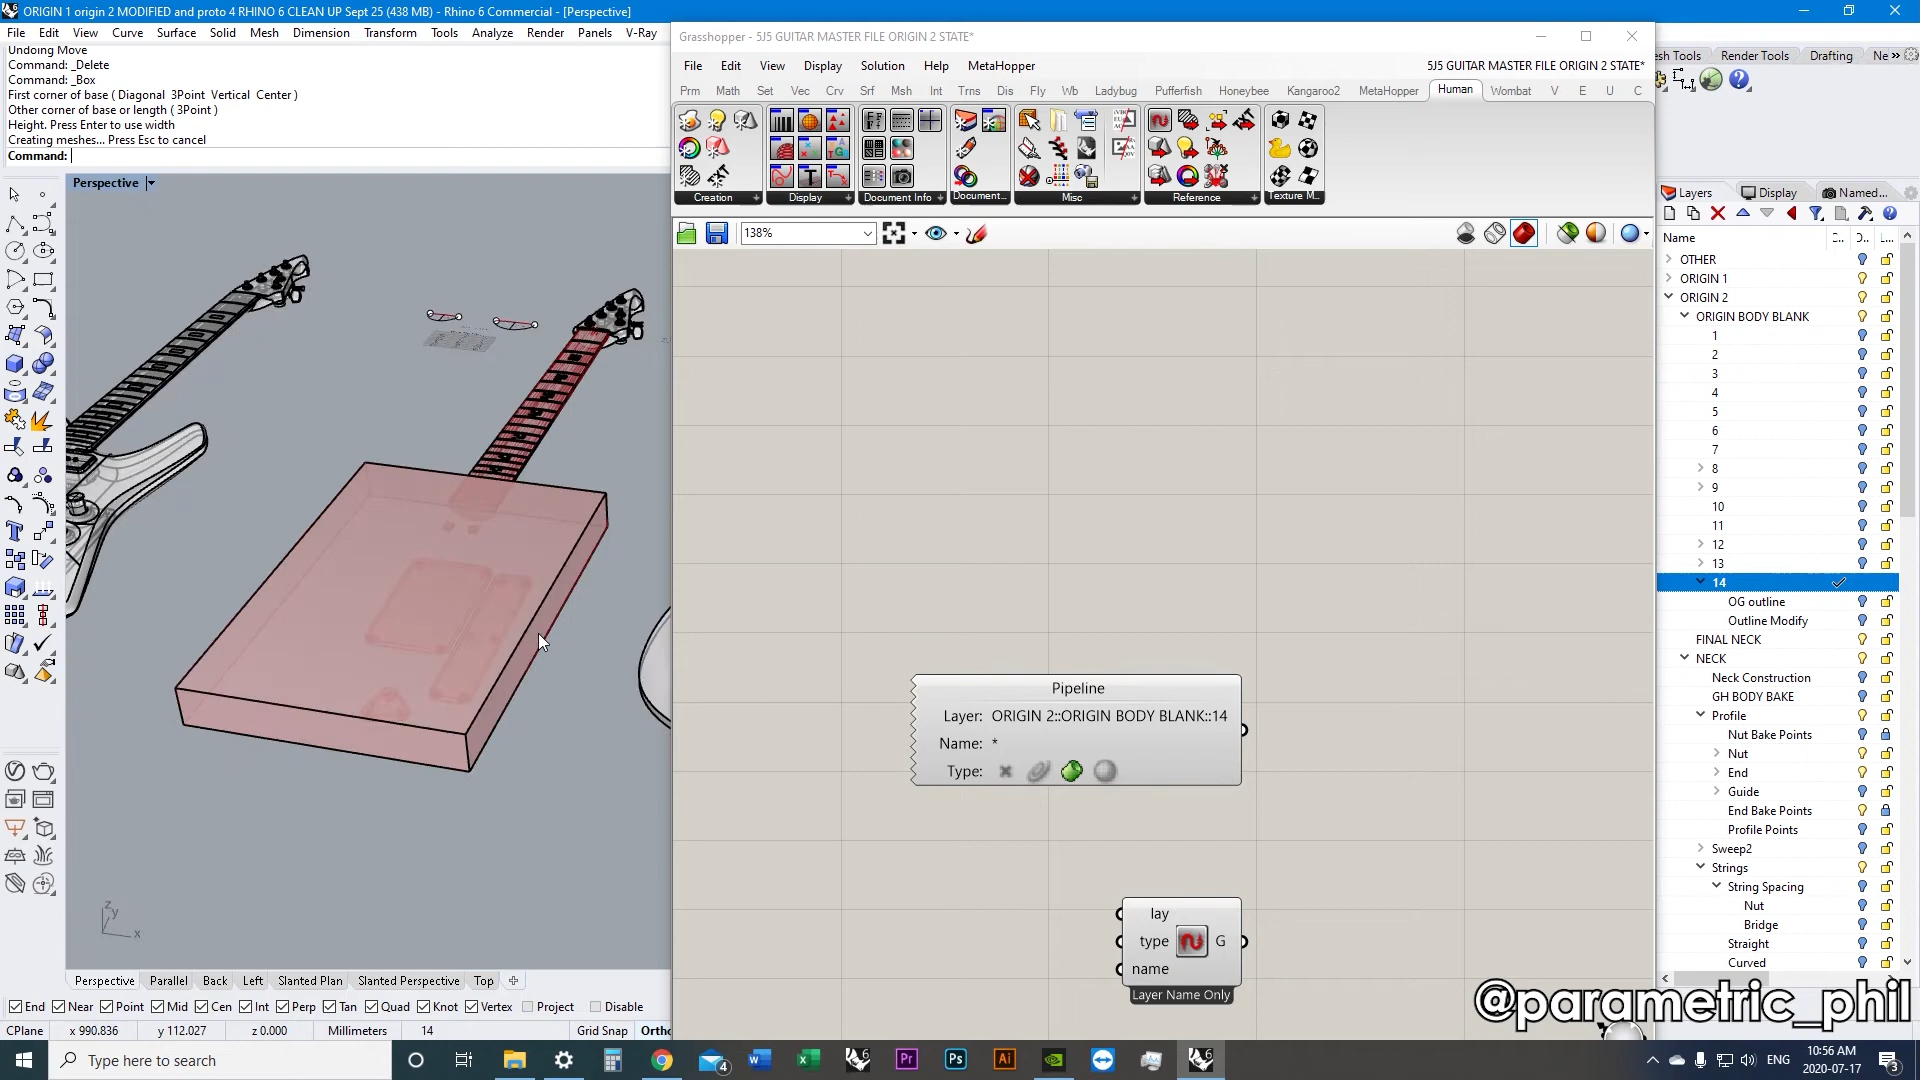 ORIGIN 1 origin 2 MODIFIED and proto 4 RHINO 6 CLEAN UP Sept 25 (438 MB) - Rhino 6 Commercial - [Perspective]
File Edit View Curve Surface Solid Mesh Dimension Transform Tools Analyze Render Panels V-Ray
Undoing Move
Command: _Delete
Command: _Box
First corner of base ( Diagonal 3Point Vertical Center )
Other corner of base or length ( 3Point )
Height. Press Enter to use width
Creating meshes... Press Esc to cancel
Command:
Perspective
Grasshopper - 5J5 GUITAR MASTER FILE ORIGIN 2 STATE*
File Edit View Display Solution Help MetaHopper
5J5 GUITAR MASTER FILE ORIGIN 2 STATE*
Prm Math Set Vec Crv Srf Msh Int Trns Dis Fly Wb Ladybug Pufferfish Honeybee Kangaroo2 MetaHopper Human Wombat V E U C
Creation Display Document Info Document... Misc Reference Texture M...
138%
Pipeline
Layer: ORIGIN 2::ORIGIN BODY BLANK::14
Name: *
Type:
lay
type G
name
Layer Name Only
esh Tools Render Tools Drafting Ne »
Layers Display Named...
Name
OTHER
ORIGIN 1
ORIGIN 2
ORIGIN BODY BLANK
1
2
3
4
5
6
7
8
9
10
11
12
13
14
OG outline
Outline Modify
FINAL NECK
NECK
Neck Construction
GH BODY BAKE
Profile
Nut Bake Points
Nut
End
Guide
End Bake Points
Profile Points
Sweep2
Strings
String Spacing
Nut
Bridge
Straight
Curved
z
y
x
Perspective Parallel Back Left Slanted Plan Slanted Perspective Top
End Near Point Mid Cen Int Perp Tan Quad Knot Vertex Project Disable
CPlane x 990.836 y 112.027 z 0.000 Millimeters 14 Grid Snap Ortho
@parametric_phil
Type here to search
ENG
10:56 AM
2020-07-17